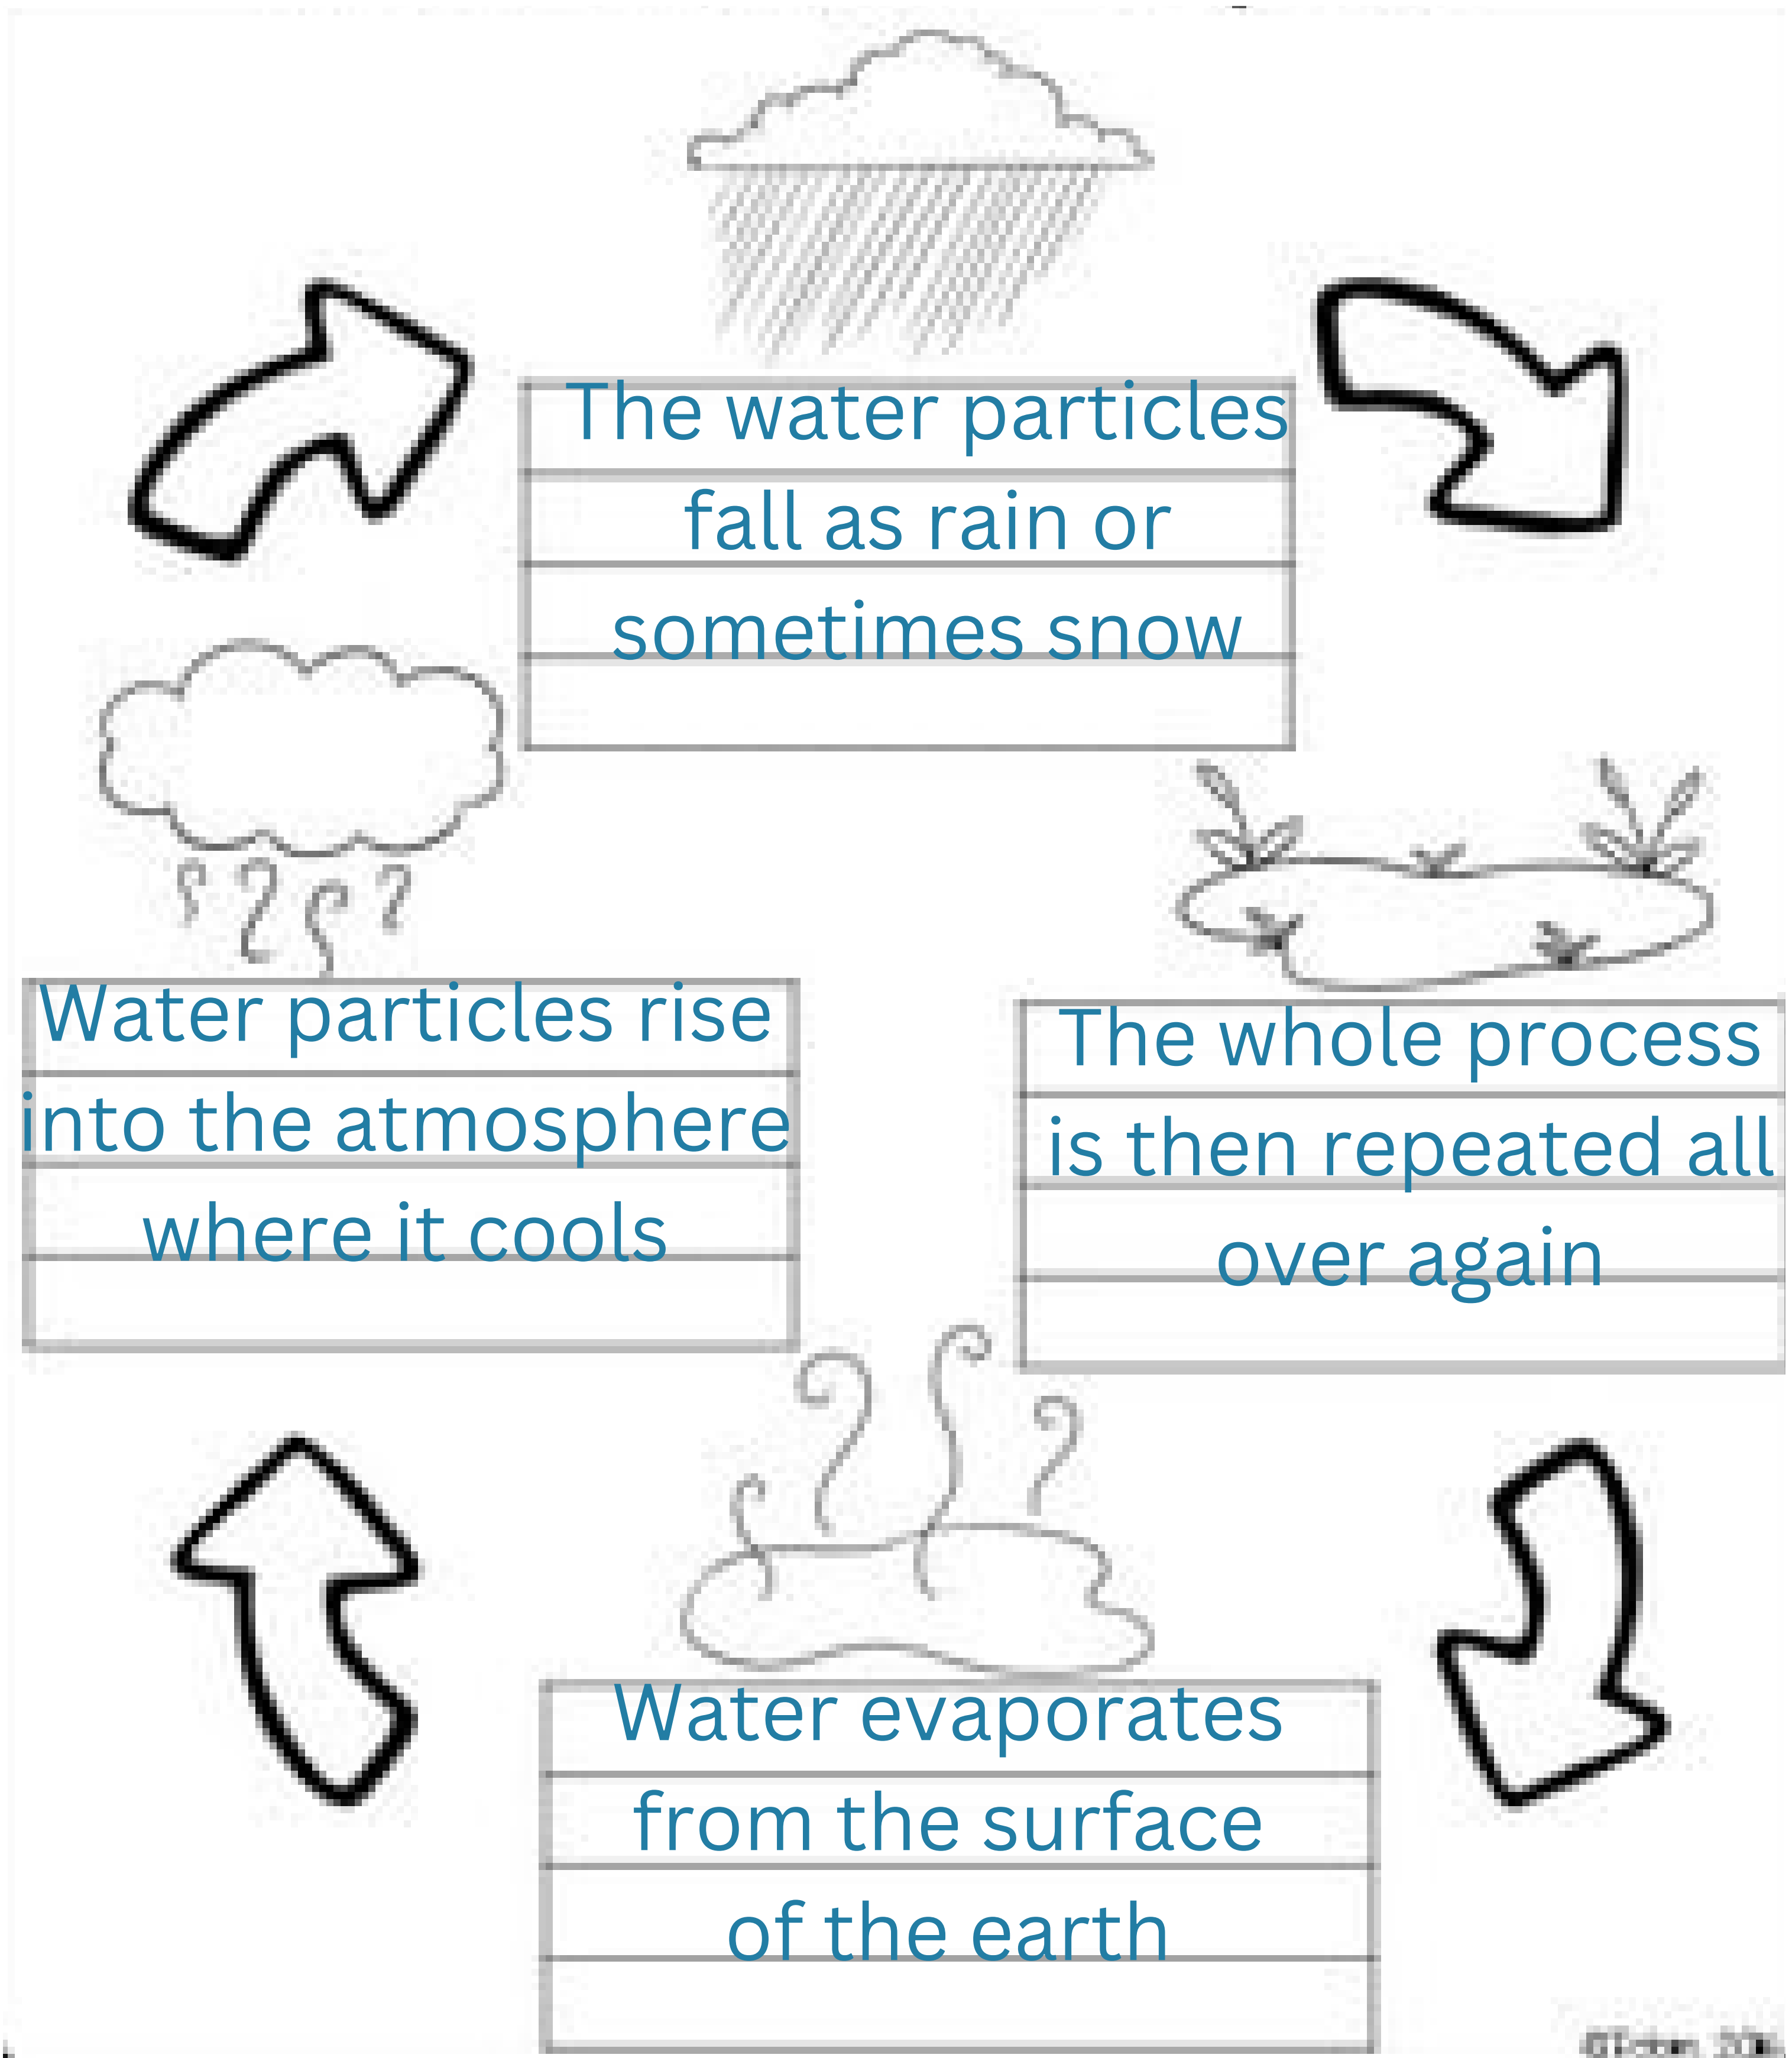 The water particles
fall as rain or
sometimes snow
Water particles rise
into the atmosphere
where it cools
The whole process
is then repeated all
over again
Water evaporates
from the surface
of the earth